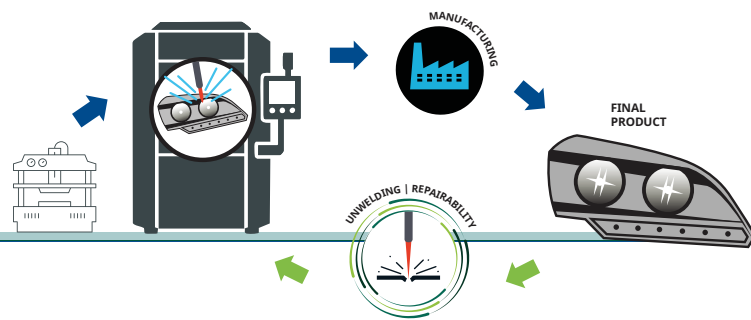 MANUFACTURING
FINAL
PRODUCT
UNWELDING | REPAIRABILITY